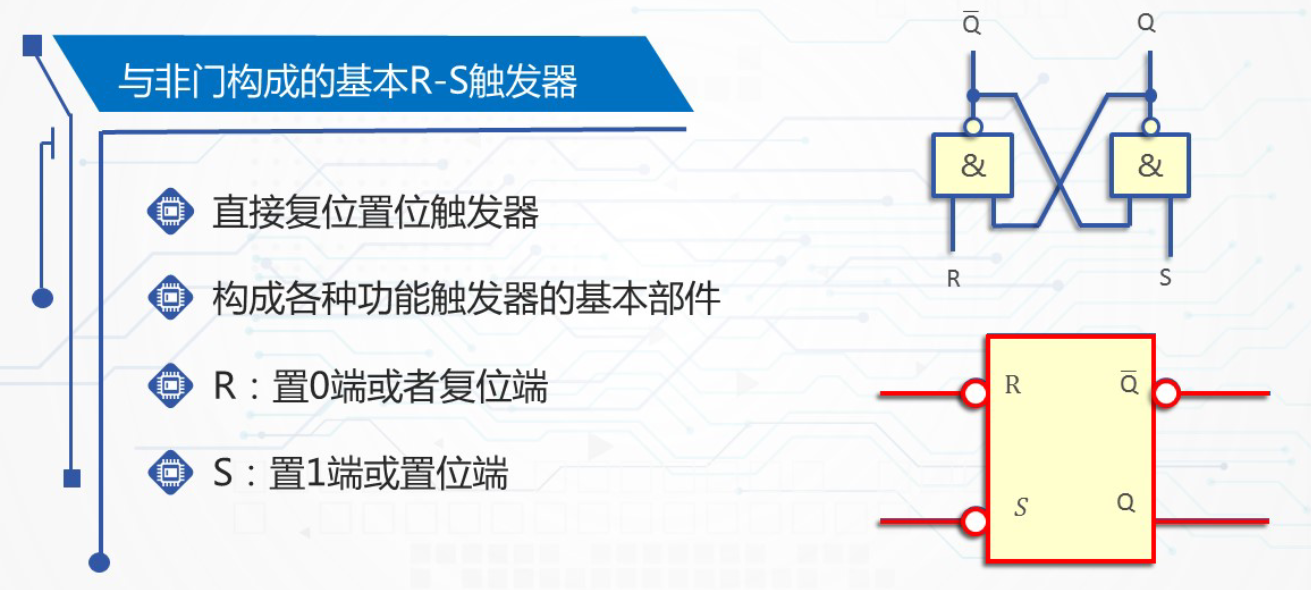 与非门构成的基本R-S触发器
直接复位置位触发器
构成各种功能触发器的基本部件
R：置0端或者复位端
S：置1端或置位端
Q̅ Q
& &
R S
R Q̅
S Q